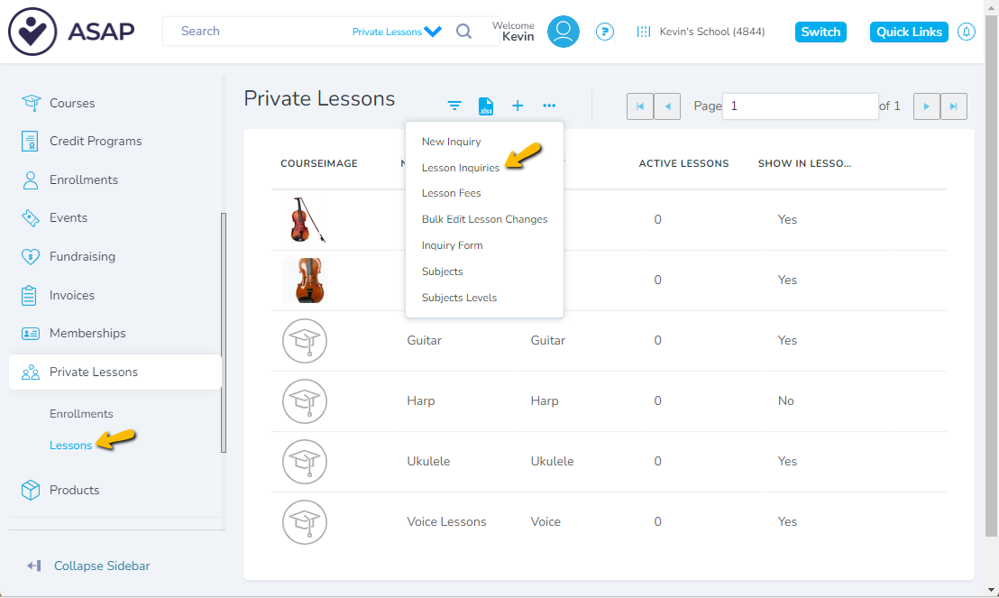 ASAP
Search
Private Lessons
Welcome
Kevin
?
Kevin's School (4844)
Switch
Quick Links
Courses
Credit Programs
Enrollments
Events
Fundraising
Invoices
Memberships
Private Lessons
Enrollments
Lessons
Products
Collapse Sidebar
Private Lessons
.xlsx
Page 1 of 1
New Inquiry
Lesson Inquiries
Lesson Fees
Bulk Edit Lesson Changes
Inquiry Form
Subjects
Subjects Levels
COURSEIMAGE ACTIVE LESSONS SHOW IN LESSO...
0 Yes
0 Yes
Guitar Guitar 0 Yes
Harp Harp 0 No
Ukulele Ukulele 0 Yes
Voice Lessons Voice 0 Yes